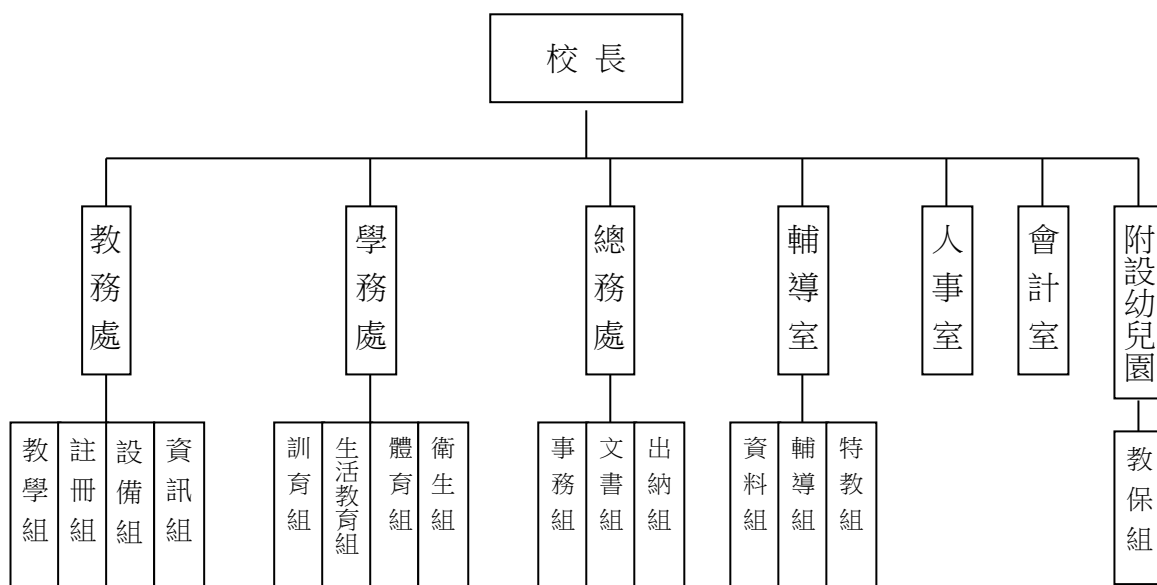 校長
教務處
學務處
總務處
輔導室
人事室
會計室
附設幼兒園
教學組
註冊組
設備組
資訊組
訓育組
生活教育組
體育組
衛生組
事務組
文書組
出納組
資料組
輔導組
特教組
教保組